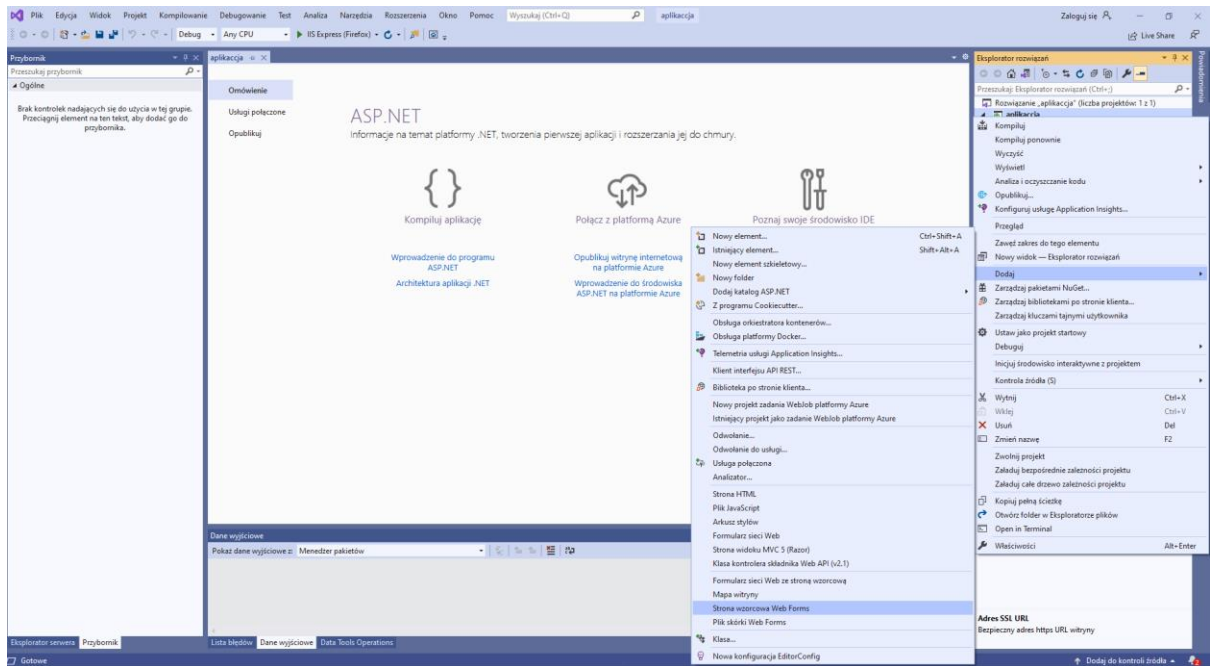 Plik Edycja Widok Projekt Kompilowanie Debugowanie Test Analiza Narzędzia Rozszerzenia Okno Pomoc Wyszukaj (Ctrl+Q) aplikaccja Zaloguj się
Debug Any CPU IIS Express (Firefox) Live Share
Przybornik
Przeszukaj przybornik
Ogólne
Brak kontrolek nadających się do użycia w tej grupie.
Przeciągnij element na ten tekst, aby dodać go do
przybornika.
aplikaccja
Omówienie
Usługi połączone
Opublikuj
ASP.NET
Informacje na temat platformy .NET, tworzenia pierwszej aplikacji i rozszerzania jej do chmury.
Kompiluj aplikację
Wprowadzenie do programu
ASP.NET
Architektura aplikacji .NET
Połącz z platformą Azure
Opublikuj witrynę internetową
na platformie Azure
Wprowadzenie do środowiska
ASP.NET na platformie Azure
Poznaj swoje środowisko IDE
Nowy element... Ctrl+Shift+A
Istniejący element... Shift+Alt+A
Nowy element szkieletowy...
Nowy folder
Dodaj katalog ASP.NET
Z programu Cookiecutter...
Obsługa orkiestratora kontenerów...
Obsługa platformy Docker...
Telemetria usługi Application Insights...
Klient interfejsu API REST...
Biblioteka po stronie klienta...
Nowy projekt zadania WebJob platformy Azure
Istniejący projekt jako zadanie WebJob platformy Azure
Odwołanie...
Odwołanie do usługi...
Usługa połączona
Analizator...
Strona HTML
Plik JavaScript
Arkusz stylów
Formularz sieci Web
Strona widoku MVC 5 (Razor)
Klasa kontrolera składnika Web API (v2.1)
Formularz sieci Web ze stroną wzorcową
Mapa witryny
Strona wzorcowa Web Forms
Plik skórki Web Forms
Klasa...
Nowa konfiguracja EditorConfig
Eksplorator rozwiązań
Przeszukaj: Eksplorator rozwiązań (Ctrl+;)
Rozwiązanie „aplikaccja” (liczba projektów: 1 z 1)
aplikaccja
Kompiluj
Kompiluj ponownie
Wyczyść
Wyświetl
Analiza i oczyszczanie kodu
Opublikuj...
Konfiguruj usługę Application Insights...
Przegląd
Zawęź zakres do tego elementu
Nowy widok — Eksplorator rozwiązań
Dodaj
Zarządzaj pakietami NuGet...
Zarządzaj bibliotekami po stronie klienta...
Zarządzaj kluczami tajnymi użytkownika
Ustaw jako projekt startowy
Debuguj
Inicjuj środowisko interaktywne z projektem
Kontrola źródła (S)
Wytnij Ctrl+X
Wklej Ctrl+V
Usuń Del
Zmień nazwę F2
Zwolnij projekt
Załaduj bezpośrednie zależności projektu
Załaduj całe drzewo zależności projektu
Kopiuj pełną ścieżkę
Otwórz folder w Eksploratorze plików
Open in Terminal
Właściwości Alt+Enter
Powiadomienia
Adres SSL URL
Bezpieczny adres https URL witryny
Dane wyjściowe
Pokaż dane wyjściowe z: Menedżer pakietów
Eksplorator serwera Przybornik Lista błędów Dane wyjściowe Data Tools Operations
Gotowe Dodaj do kontroli źródła